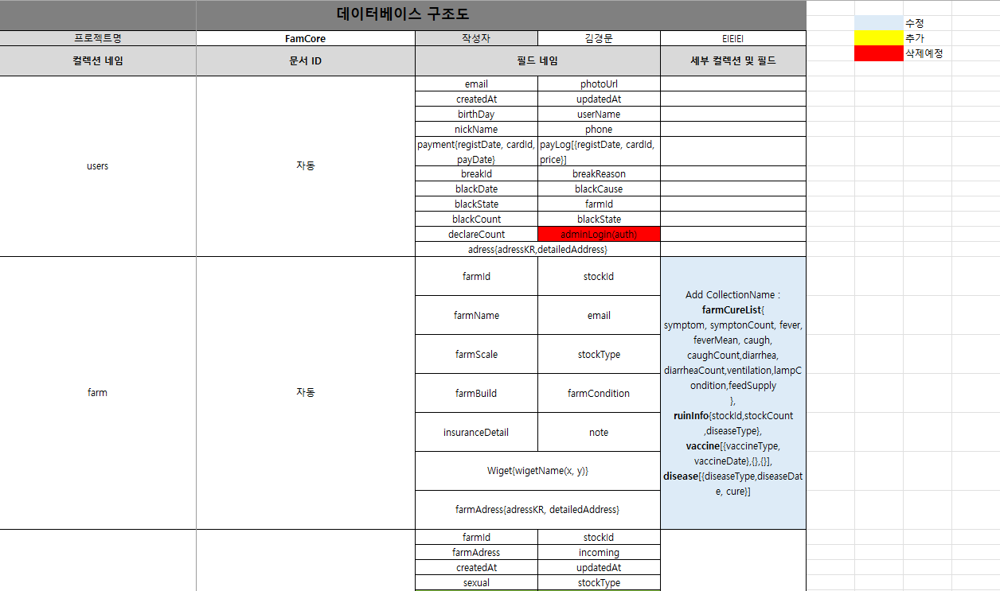 데이터베이스 구조도
수정
프로젝트명 FamCore 작성자 김경문 EIEIEI
추가
컬렉션 네임 문서 ID 필드 네임 세부 컬렉션 및 필드
삭제예정
email photoUrl
createdAt updatedAt
birthDay userName
nickName phone
payment{registDate, cardId,
payDate}
payLog[{registDate, cardId,
price}]
users 자동
breakId breakReason
blackDate blackCause
blackState farmId
blackCount blackState
declareCount adminLogin(auth)
adress{adressKR,detailedAddress}
farm 자동
farmId stockId
farmName email
farmScale stockType
farmBuild farmCondition
insuranceDetail note
Wiget{wigetName(x, y)}
farmAdress{adressKR, detailedAddress}
Add CollectionName :
farmCureList{
symptom, symptonCount, fever,
feverMean, caugh,
caughCount,diarrhea,
diarrheaCount,ventilation,lampC
ondition,feedSupply
},
ruinInfo{stockId,stockCount
,diseaseType},
vaccine[{vaccineType,
vaccineDate},{},{}],
disease[{diseaseType,diseaseDat
e, cure}]
farmId stockId
farmAdress incoming
createdAt updatedAt
sexual stockType